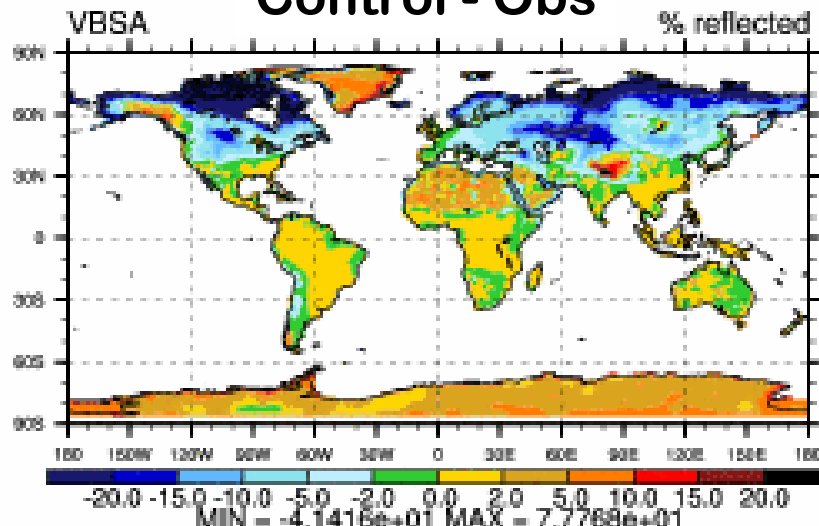 Control - Obs
VBSA % reflected
90N
60N
30N
0
30S
60S
90S
180 150W 120W 90W 60W 30W 0 30E 60E 90E 120E 150E 180
-20.0 -15.0 -10.0 -5.0 -2.0 0.0 2.0 5.0 10.0 15.0 20.0
MIN = -4.1416e+01 MAX = 7.7768e+01